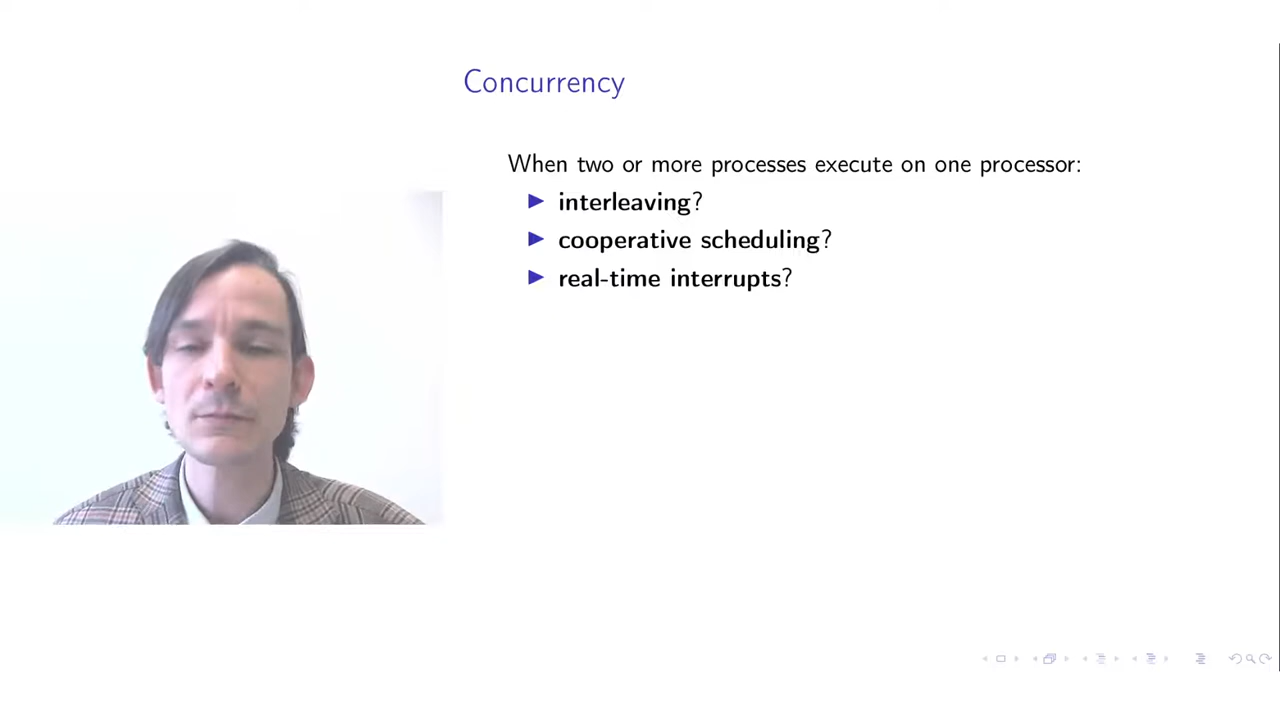 Concurrency
When two or more processes execute on one processor:
interleaving?
cooperative scheduling?
real-time interrupts?